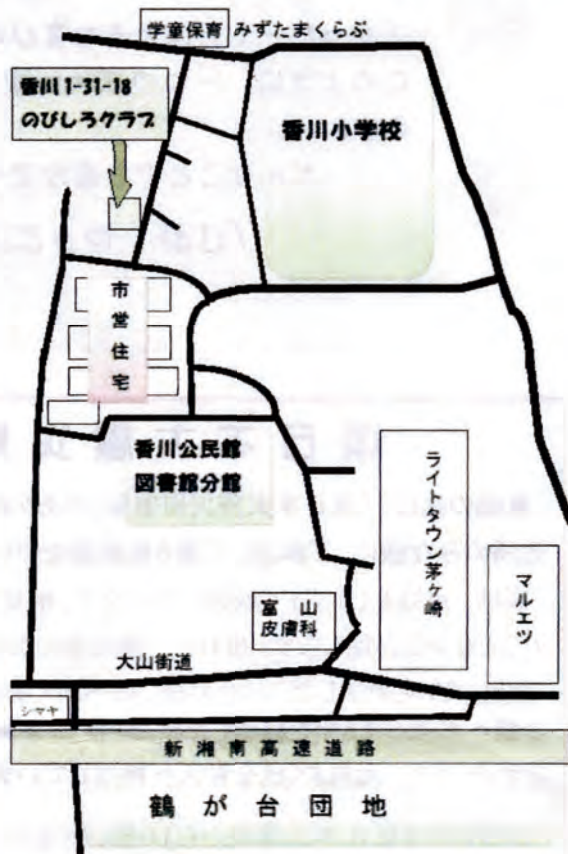 学童保育 みずたまくらぶ
香川1-31-18
のびしろクラブ
香川小学校
市営住宅
香川公民館
図書館分館
ライトタウン茅ヶ崎
マルエツ
富山
皮膚科
大山街道
シマキ
新湘南高速道路
鶴が台団地